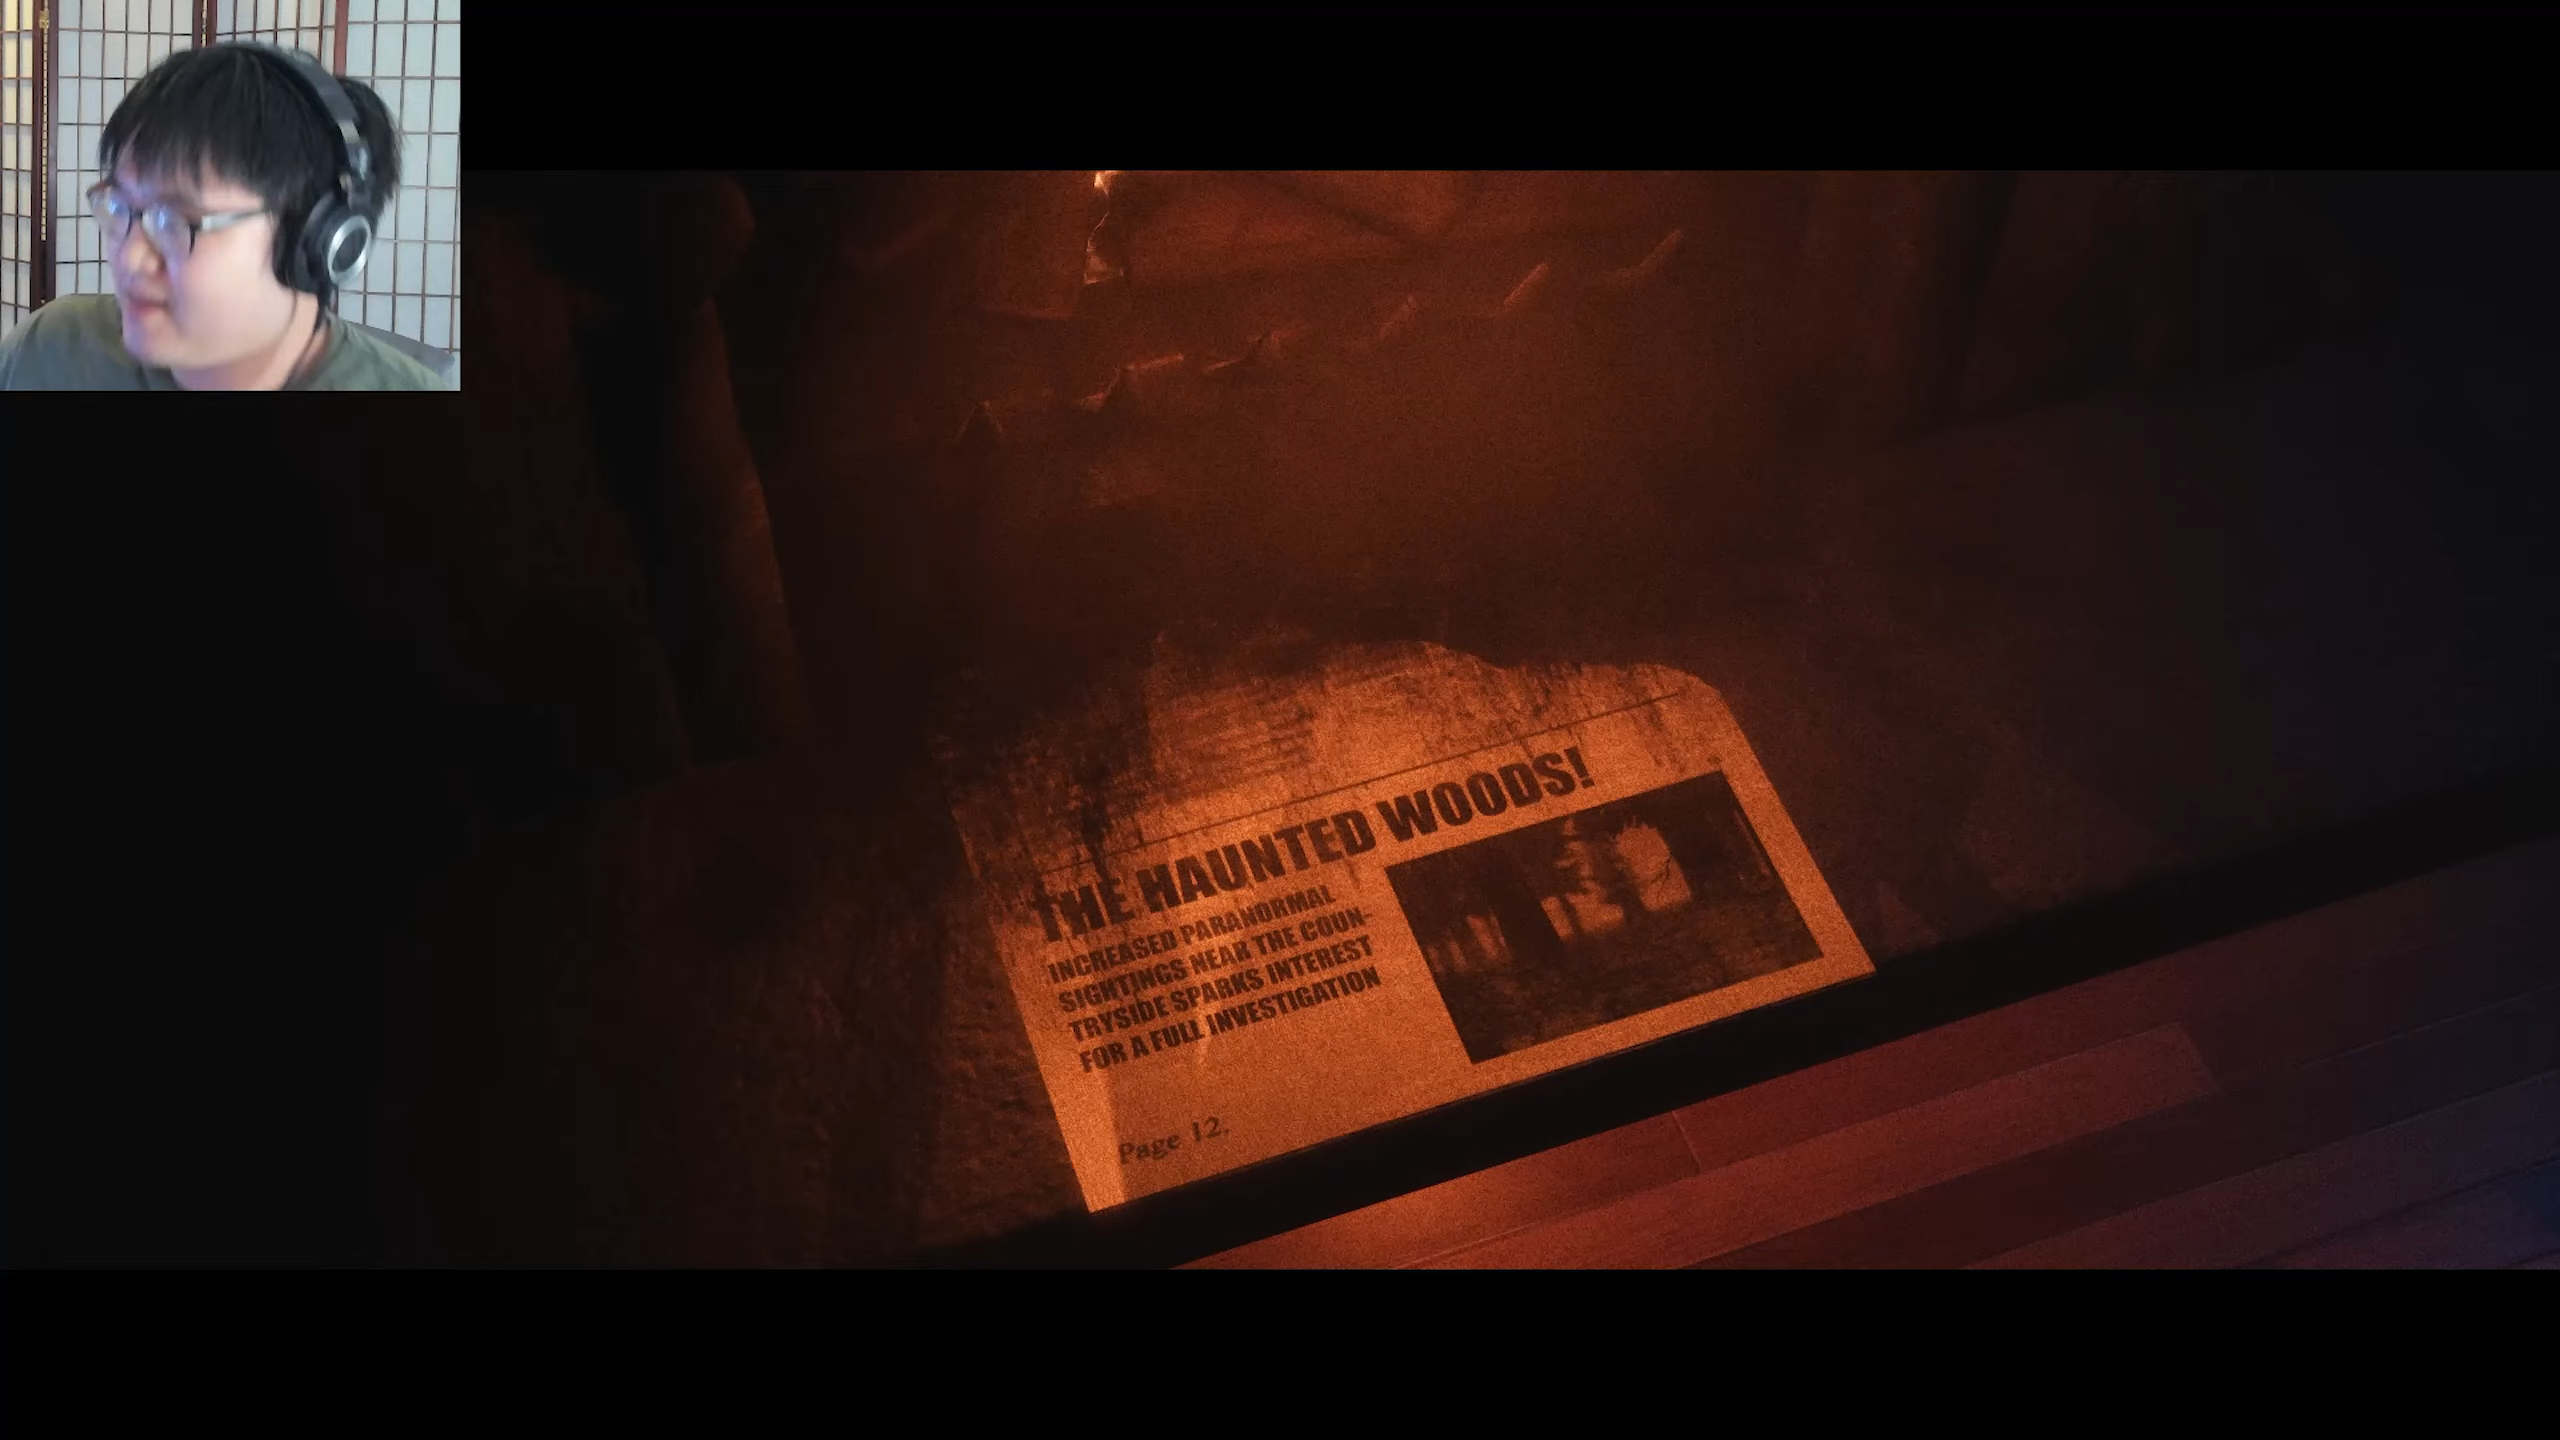 THE HAUNTED WOODS!
INCREASED PARANORMAL
SIGHTINGS NEAR THE COUN-
TRYSIDE SPARKS INTEREST
FOR A FULL INVESTIGATION
Page 12.